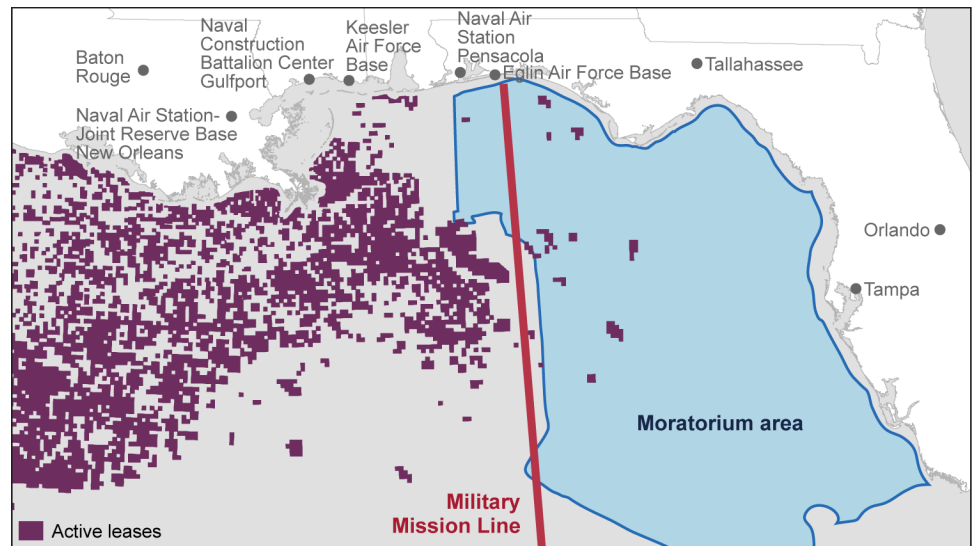 Baton
Rouge
Naval
Construction
Battalion Center
Gulfport
Keesler
Air Force
Base
Naval Air
Station
Pensacola
Eglin Air Force Base
Tallahassee
Naval Air Station-
Joint Reserve Base
New Orleans
Orlando
Tampa
Moratorium area
Military
Mission Line
Active leases